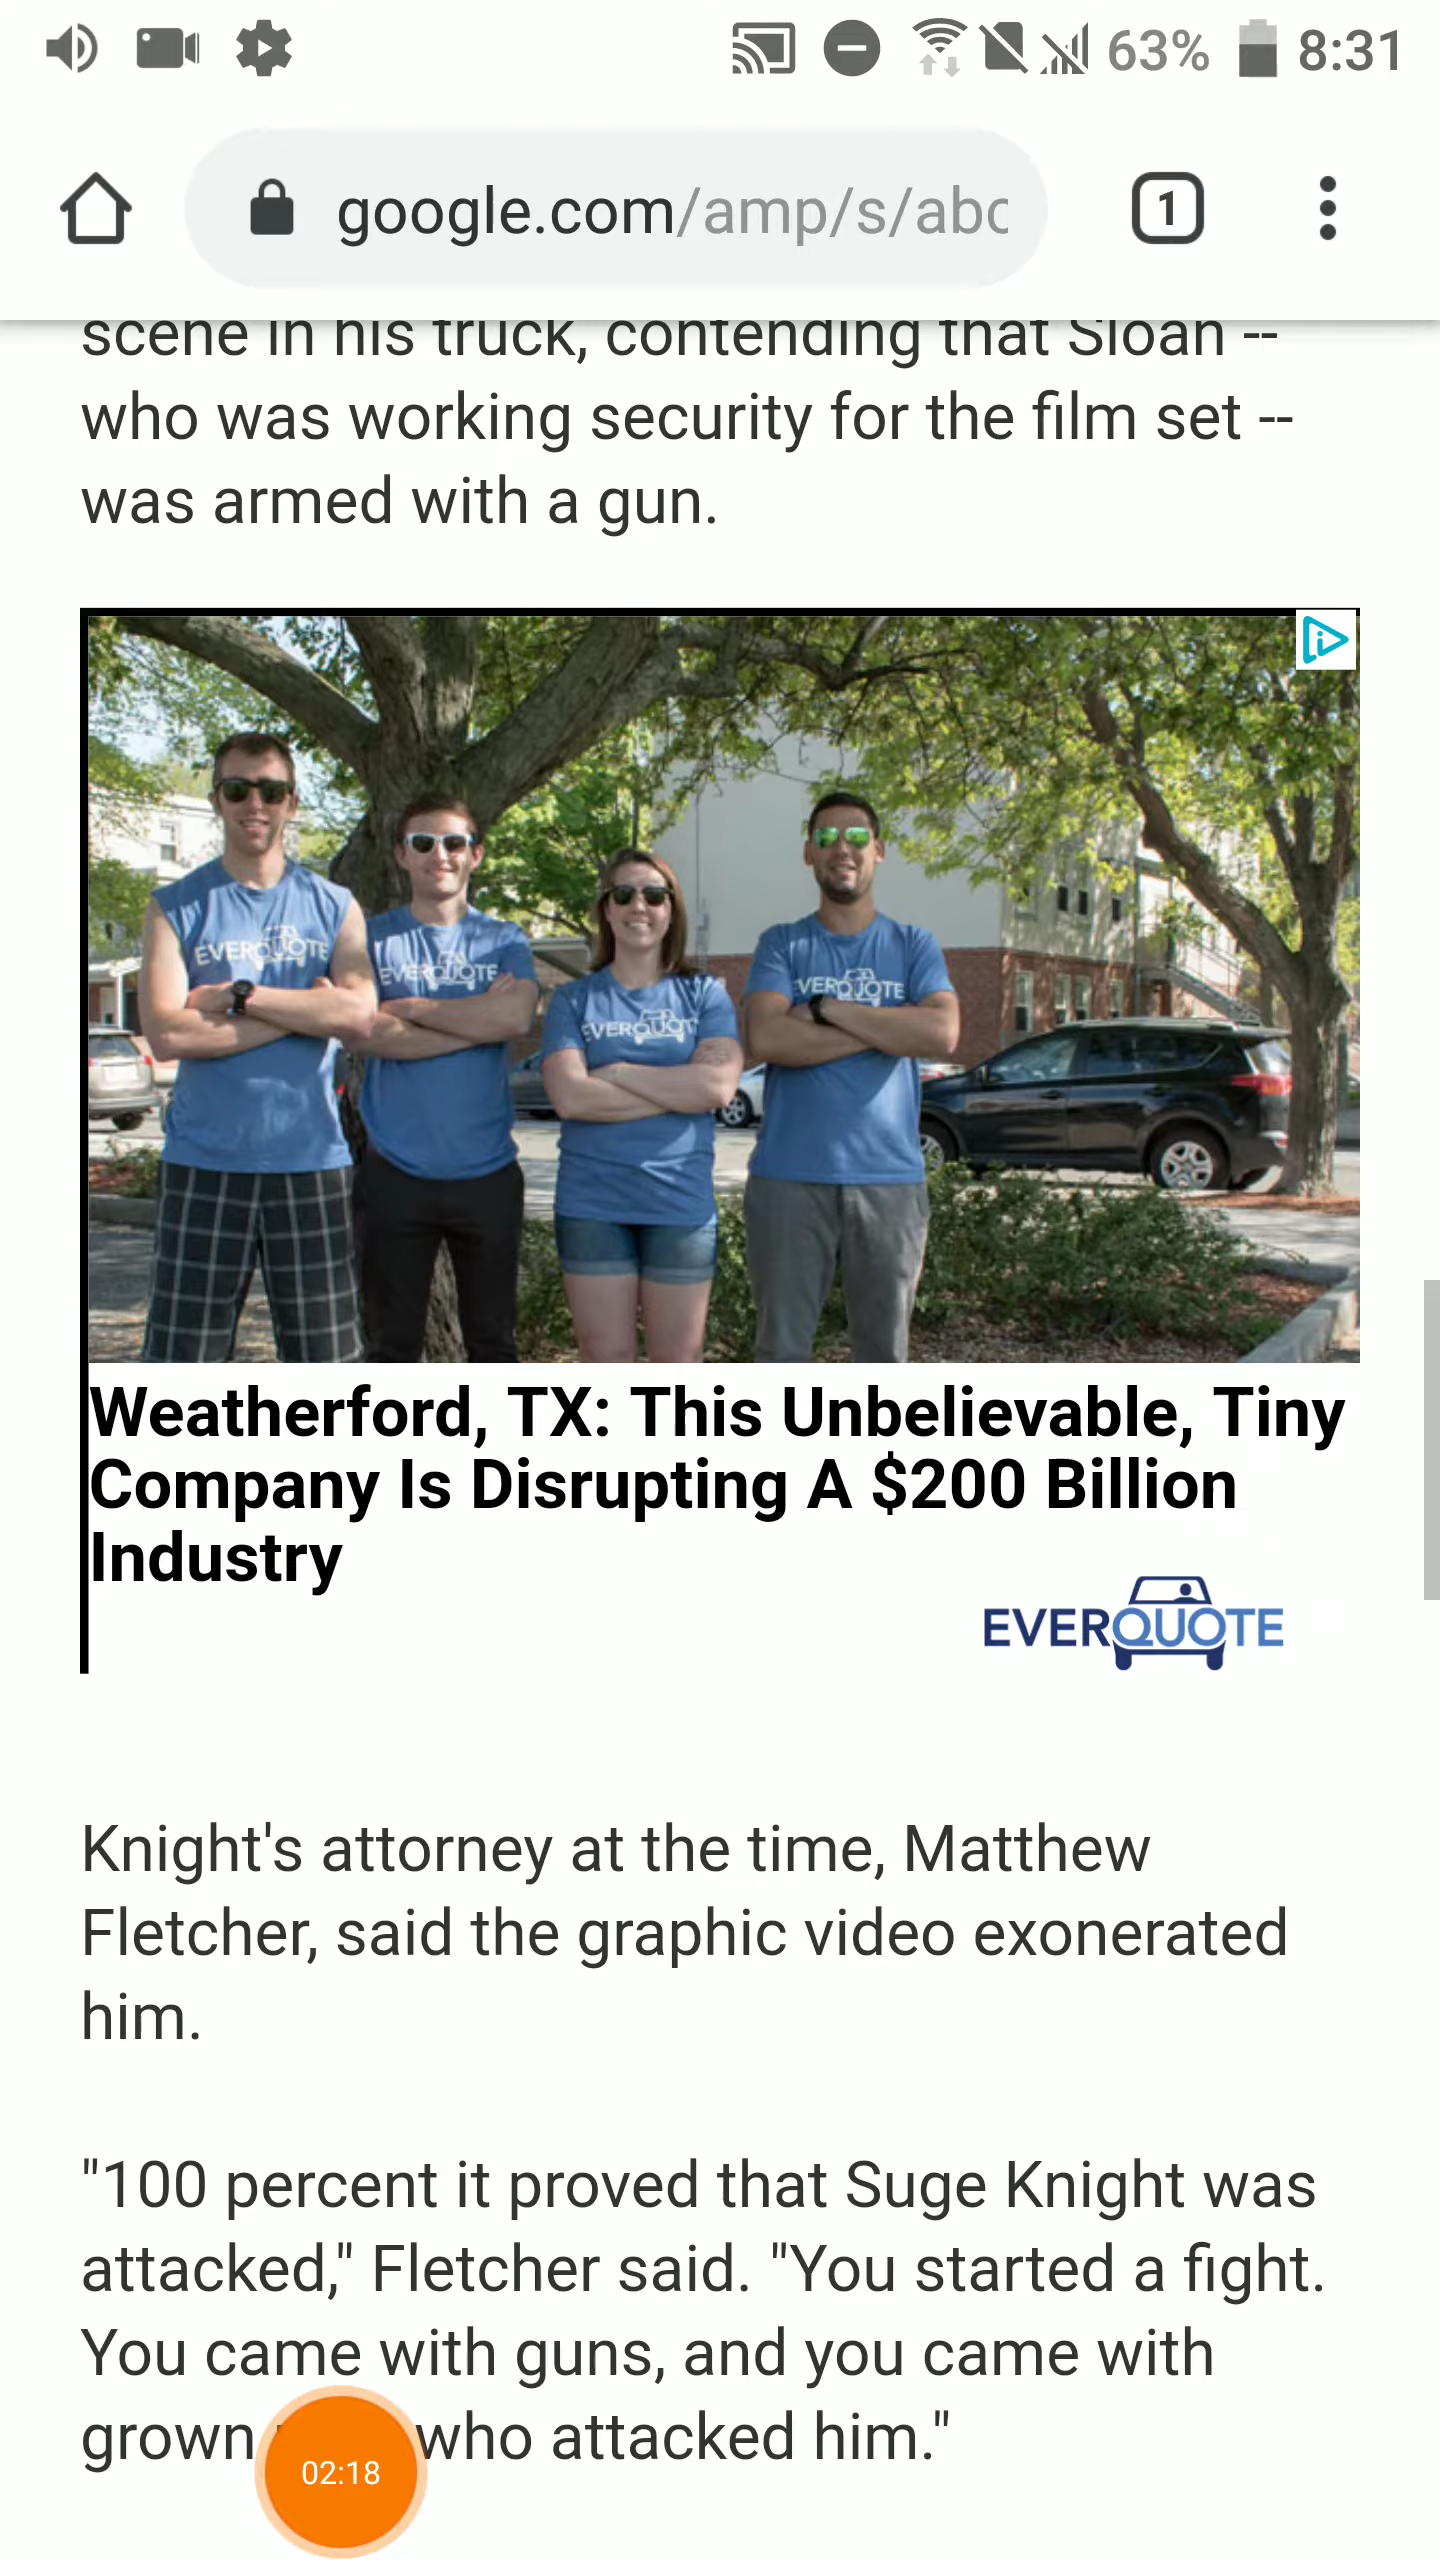 63% 8:31
google.com/amp/s/abc
1
scene in his truck, contending that Sloan --
who was working security for the film set --
was armed with a gun.
EVERQUOTE
EVERQUOTE
EVERQUOTE
EVERQUOTE
Weatherford, TX: This Unbelievable, Tiny
Company Is Disrupting A $200 Billion
Industry
EVERQUOTE
Knight's attorney at the time, Matthew
Fletcher, said the graphic video exonerated
him.
"100 percent it proved that Suge Knight was
attacked," Fletcher said. "You started a fight.
You came with guns, and you came with
grown who attacked him."
02:18